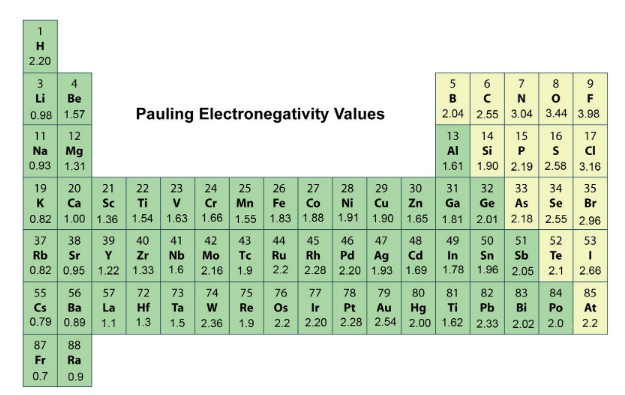 1
H
2.20
3 4 5 6 7 8 9
Li Be B C N O F
0.98 1.57 Pauling Electronegativity Values 2.04 2.55 3.04 3.44 3.98
11 12 13 14 15 16 17
Na Mg Al Si P S Cl
0.93 1.31 1.61 1.90 2.19 2.58 3.16
19 20 21 22 23 24 25 26 27 28 29 30 31 32 33 34 35
K Ca Sc Ti V Cr Mn Fe Co Ni Cu Zn Ga Ge As Se Br
0.82 1.00 1.36 1.54 1.63 1.66 1.55 1.83 1.88 1.91 1.90 1.65 1.81 2.01 2.18 2.55 2.96
37 38 39 40 41 42 43 44 45 46 47 48 49 50 51 52 53
Rb Sr Y Zr Nb Mo Tc Ru Rh Pd Ag Cd In Sn Sb Te I
0.82 0.95 1.22 1.33 1.6 2.16 1.9 2.2 2.28 2.20 1.93 1.69 1.78 1.96 2.05 2.1 2.66
55 56 57 72 73 74 75 76 77 78 79 80 81 82 83 84 85
Cs Ba La Hf Ta W Re Os Ir Pt Au Hg Ti Pb Bi Po At
0.79 0.89 1.1 1.3 1.5 2.36 1.9 2.2 2.20 2.28 2.54 2.00 1.62 2.33 2.02 2.0 2.2
87 88
Fr Ra
0.7 0.9